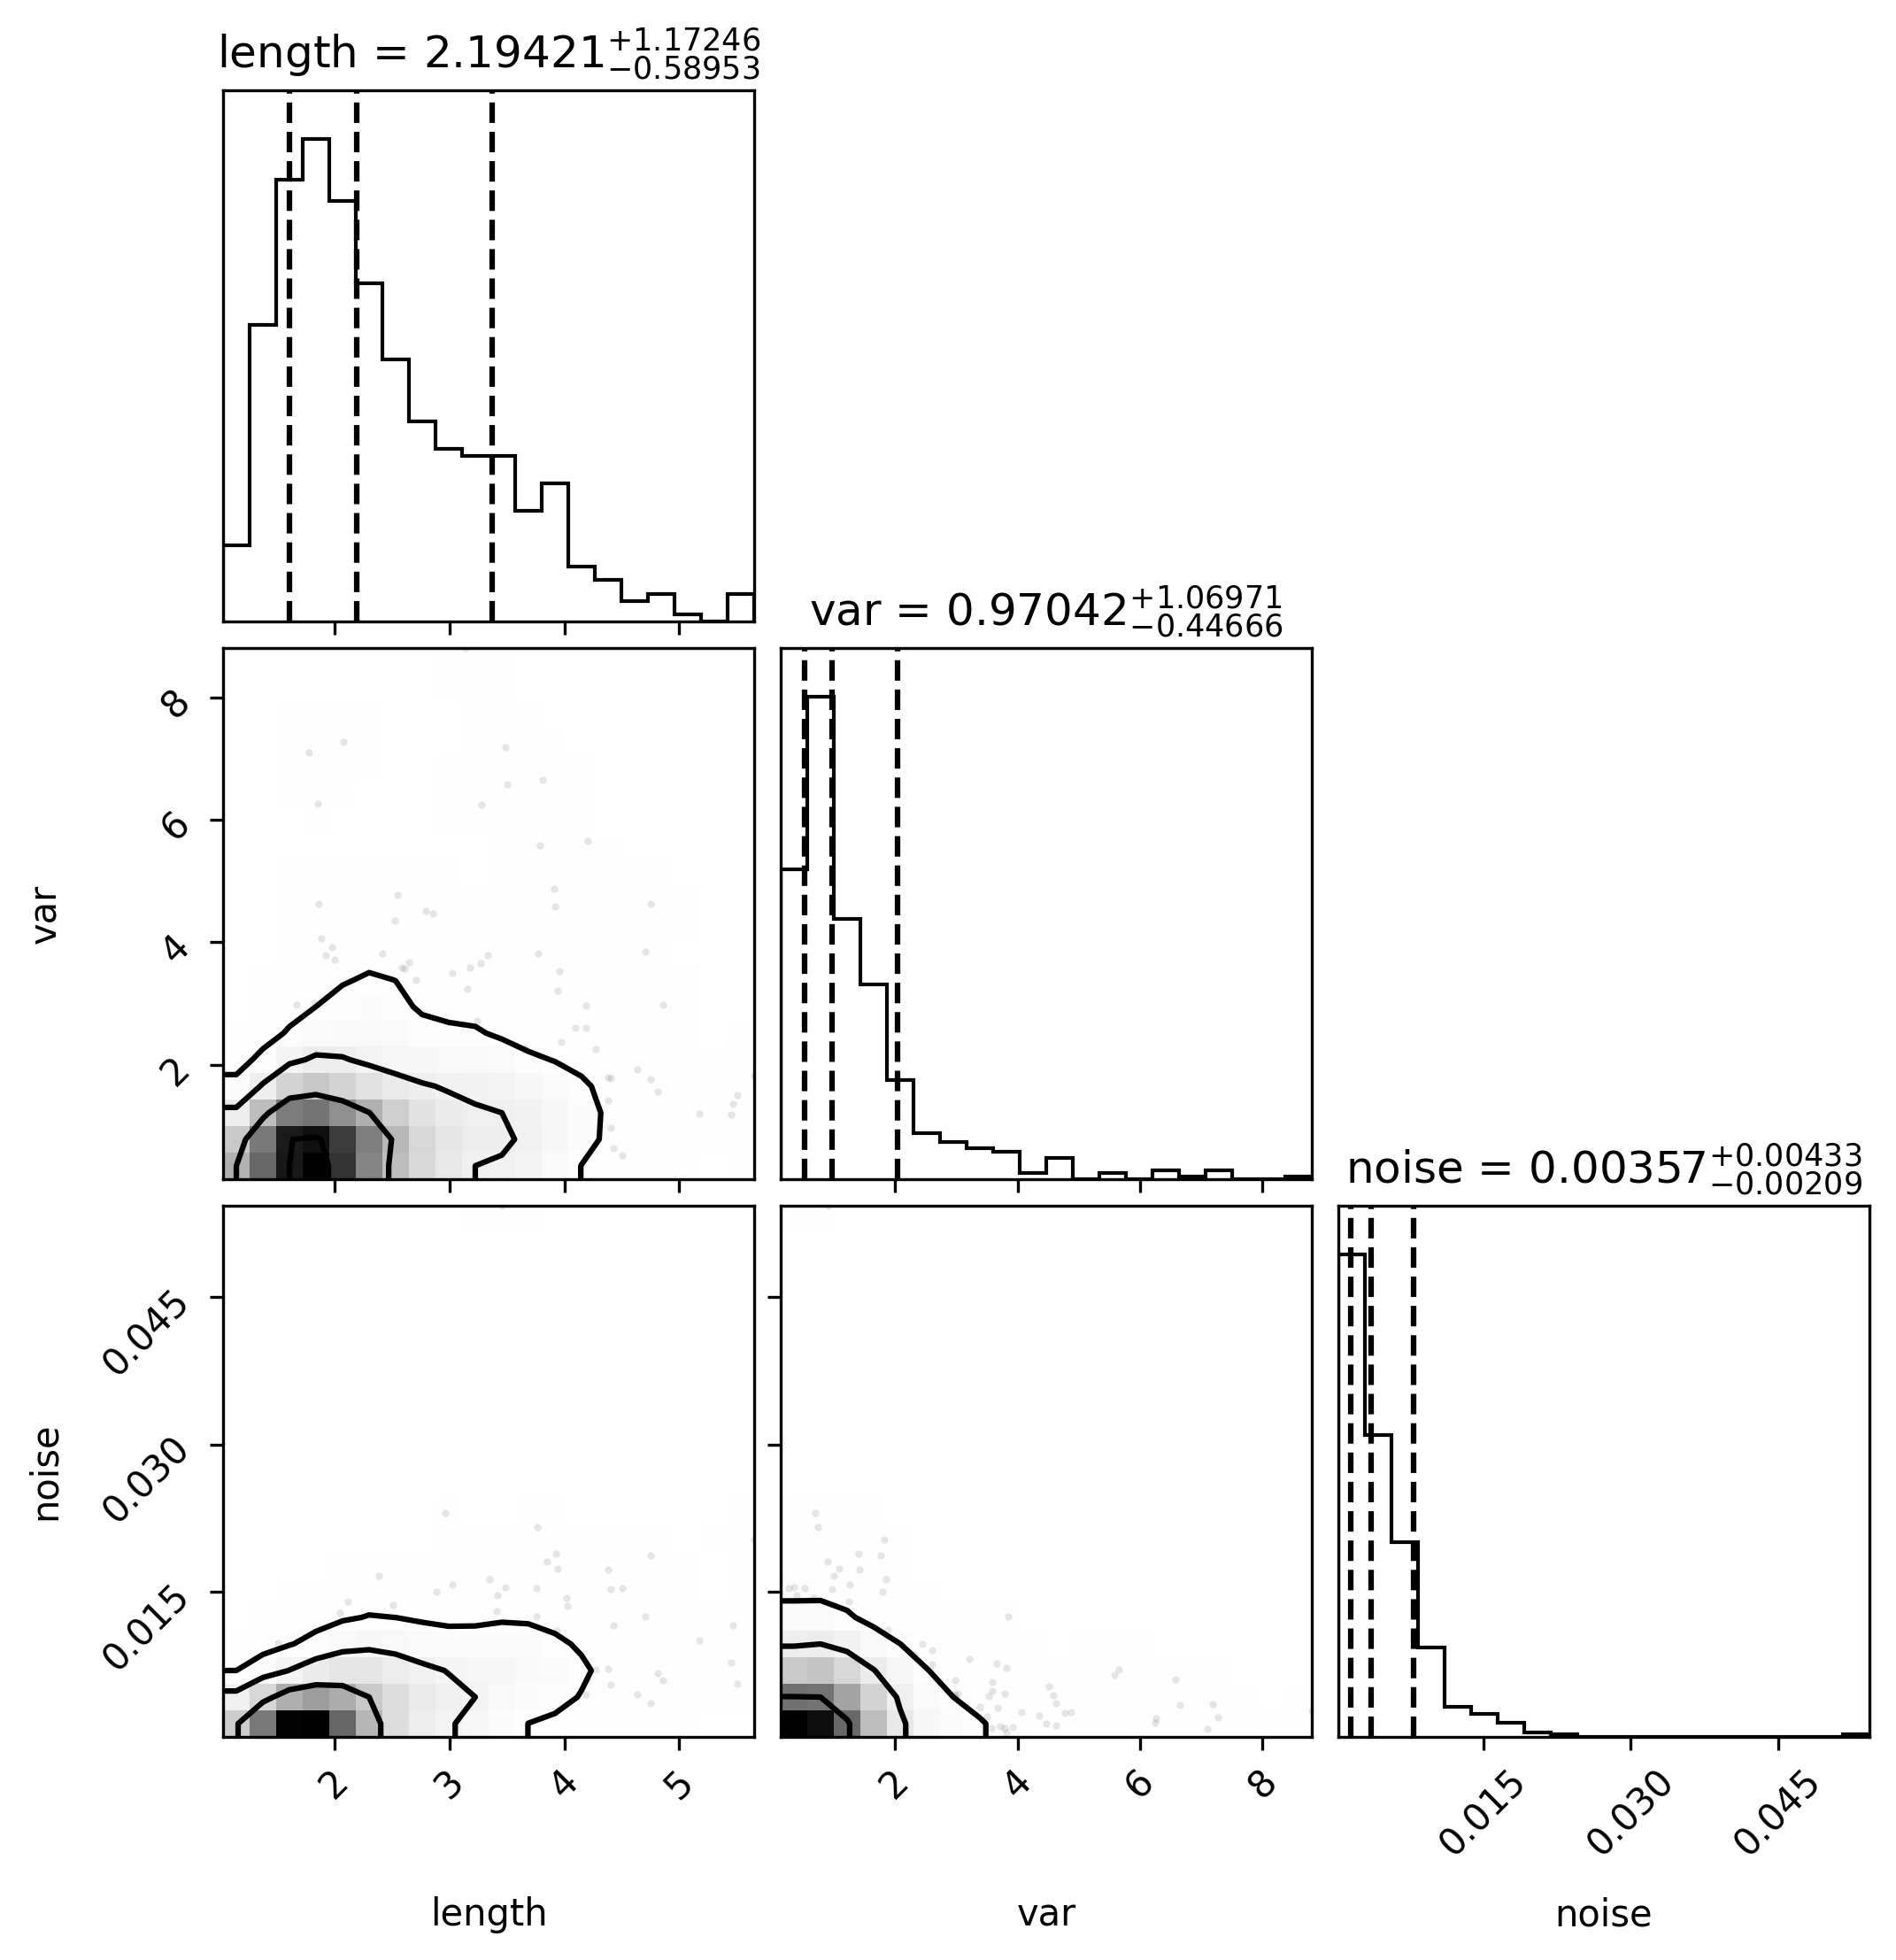 length = 2.19421 +1.17246 −0.58953
var = 0.97042 +1.06971 −0.44666
8
6
4
2
var
noise = 0.00357 +0.00433 −0.00209
0.045
0.030
0.015
noise
2 3 4 5
2 4 6 8
0.015 0.030 0.045
length
var
noise